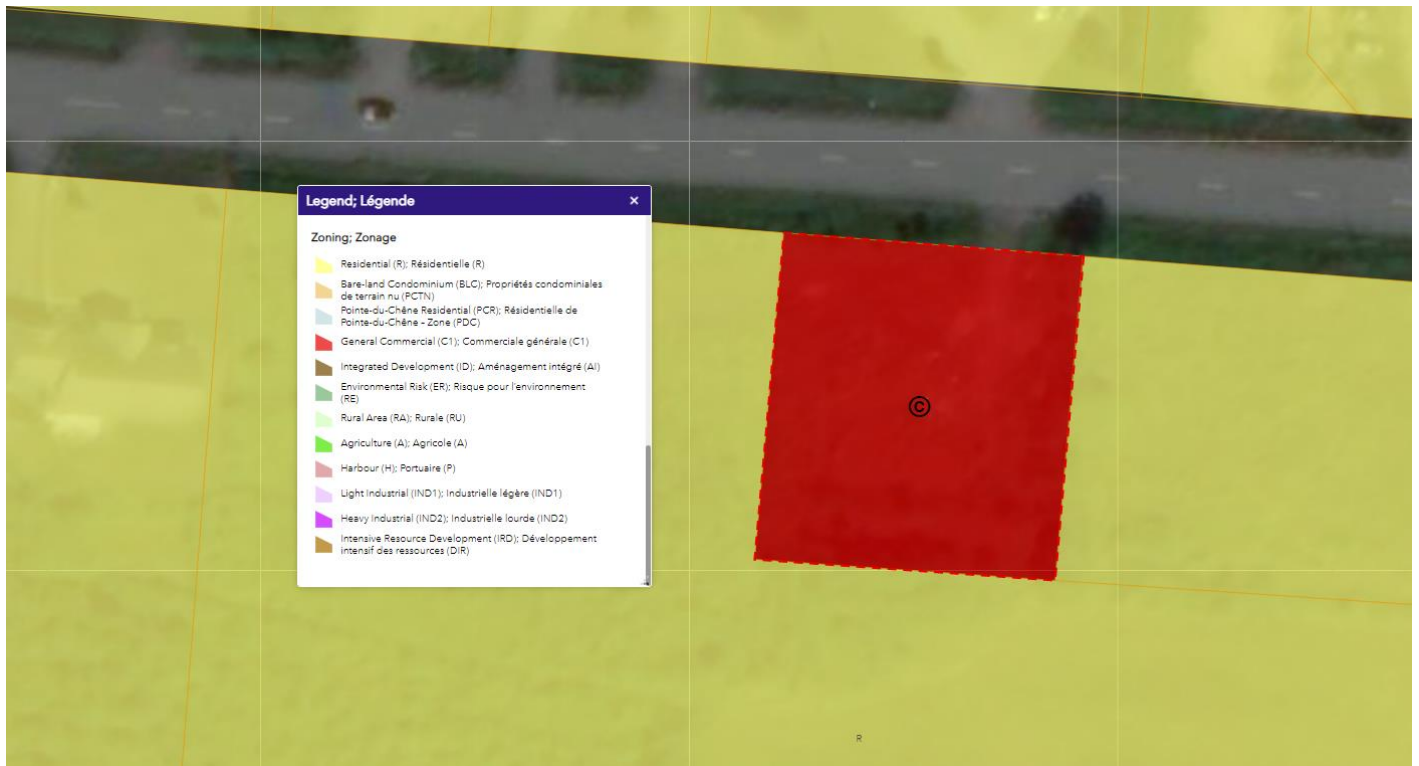 Legend; Légende
Zoning; Zonage
Residential (R); Résidentielle (R)
Bare-land Condominium (BLC); Propriétés condominiales
de terrain nu (PCTN)
Pointe-du-Chêne Residential (PCR); Résidentielle de
Pointe-du-Chêne - Zone (PDC)
General Commercial (C1); Commerciale générale (C1)
Integrated Development (ID); Aménagement intégré (AI)
Environmental Risk (ER); Risque pour l'environnement
(RE)
Rural Area (RA); Rurale (RU)
Agriculture (A); Agricole (A)
Harbour (H); Portuaire (P)
Light Industrial (IND1); Industrielle légère (IND1)
Heavy Industrial (IND2); Industrielle lourde (IND2)
Intensive Resource Development (IRD); Développement
intensif des ressources (DIR)
©
R